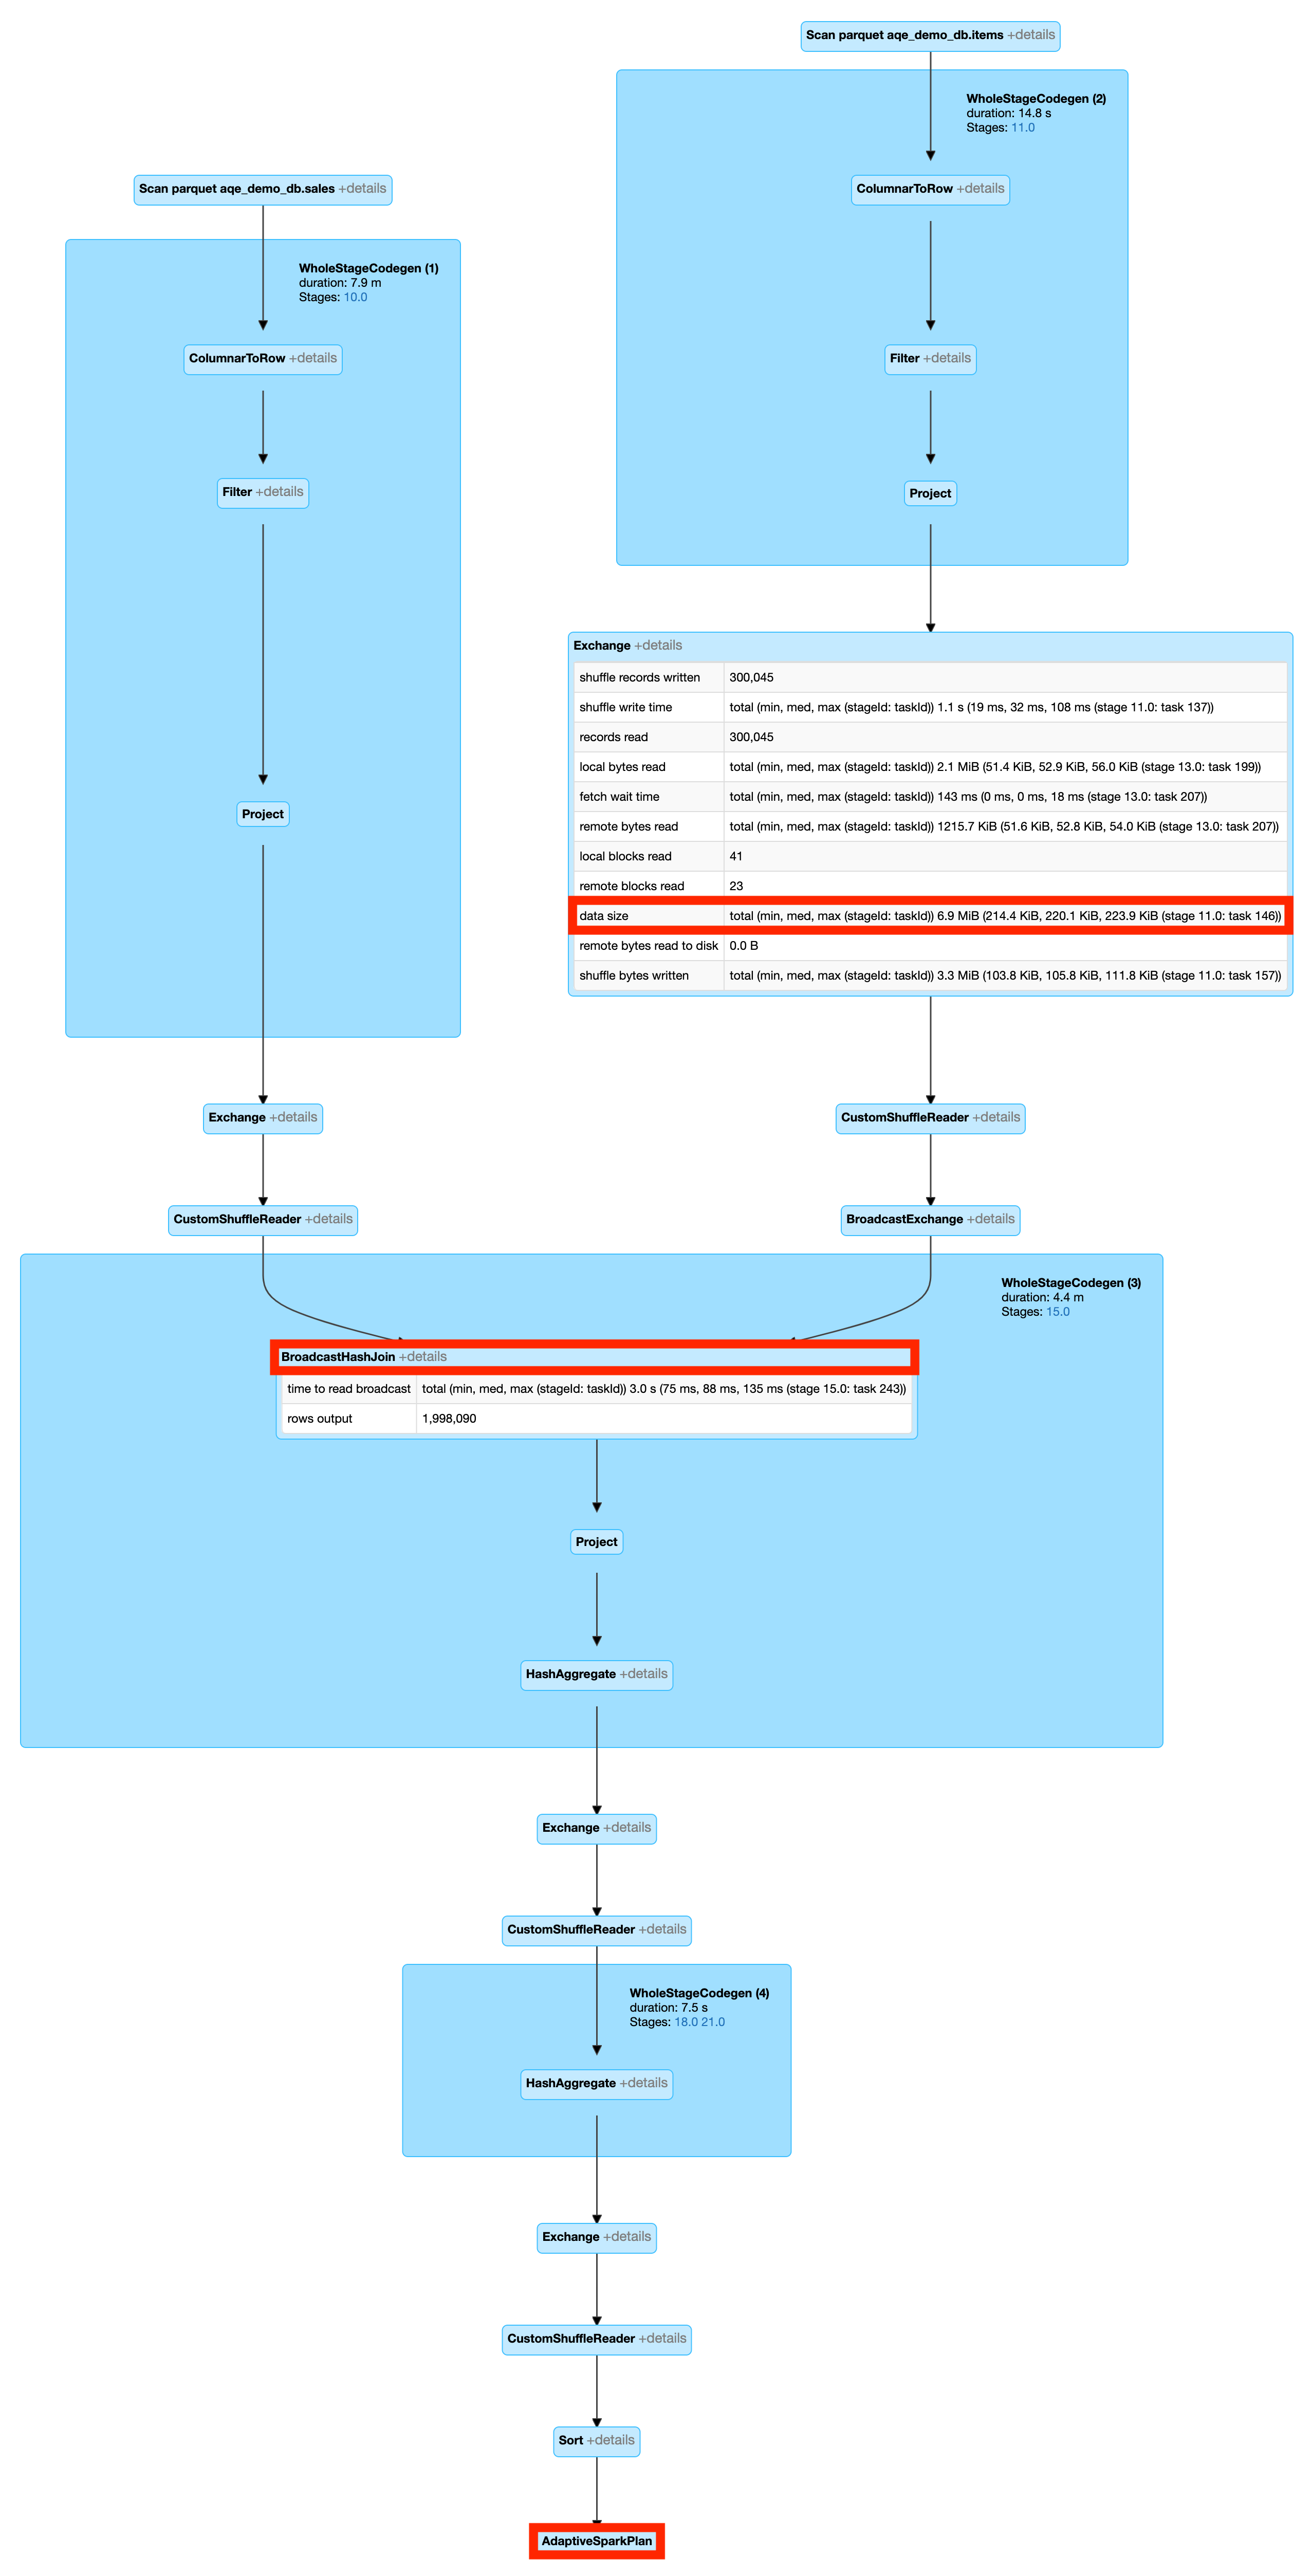 Scan parquet aqe_demo_db.items +details
WholeStageCodegen (2)
duration: 14.8 s
Stages: 11.0
ColumnarToRow +details
Filter +details
Project
Scan parquet aqe_demo_db.sales +details
WholeStageCodegen (1)
duration: 7.9 m
Stages: 10.0
ColumnarToRow +details
Filter +details
Project
Exchange +details
shuffle records written 300,045
shuffle write time total (min, med, max (stageId: taskId)) 1.1 s (19 ms, 32 ms, 108 ms (stage 11.0: task 137))
records read 300,045
local bytes read total (min, med, max (stageId: taskId)) 2.1 MiB (51.4 KiB, 52.9 KiB, 56.0 KiB (stage 13.0: task 199))
fetch wait time total (min, med, max (stageId: taskId)) 143 ms (0 ms, 0 ms, 18 ms (stage 13.0: task 207))
remote bytes read total (min, med, max (stageId: taskId)) 1215.7 KiB (51.6 KiB, 52.8 KiB, 54.0 KiB (stage 13.0: task 207))
local blocks read 41
remote blocks read 23
data size total (min, med, max (stageId: taskId)) 6.9 MiB (214.4 KiB, 220.1 KiB, 223.9 KiB (stage 11.0: task 146))
remote bytes read to disk 0.0 B
shuffle bytes written total (min, med, max (stageId: taskId)) 3.3 MiB (103.8 KiB, 105.8 KiB, 111.8 KiB (stage 11.0: task 157))
Exchange +details
CustomShuffleReader +details
CustomShuffleReader +details
BroadcastExchange +details
WholeStageCodegen (3)
duration: 4.4 m
Stages: 15.0
BroadcastHashJoin +details
time to read broadcast total (min, med, max (stageId: taskId)) 3.0 s (75 ms, 88 ms, 135 ms (stage 15.0: task 243))
rows output 1,998,090
Project
HashAggregate +details
Exchange +details
CustomShuffleReader +details
WholeStageCodegen (4)
duration: 7.5 s
Stages: 18.0 21.0
HashAggregate +details
Exchange +details
CustomShuffleReader +details
Sort +details
AdaptiveSparkPlan